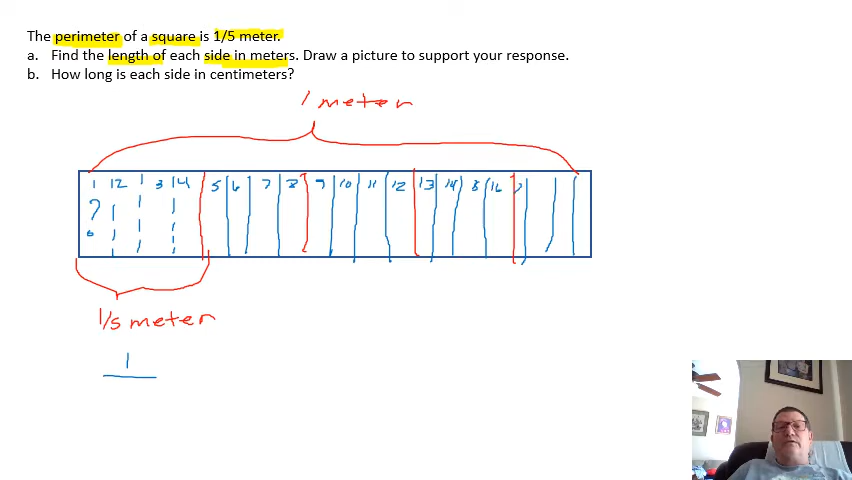 The perimeter of a square is 1/5 meter.
a. Find the length of each side in meters. Draw a picture to support your response.
b. How long is each side in centimeters?
1 meter
1 2 3 4 5 6 7 8 9 10 11 12 13 14 15 16
?
1/5 meter
1